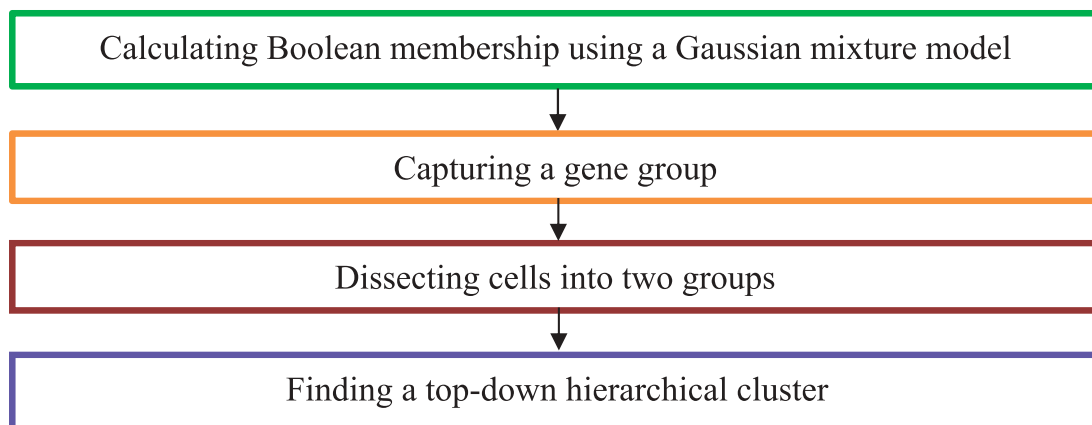 Calculating Boolean membership using a Gaussian mixture model
Capturing a gene group
Dissecting cells into two groups
Finding a top-down hierarchical cluster